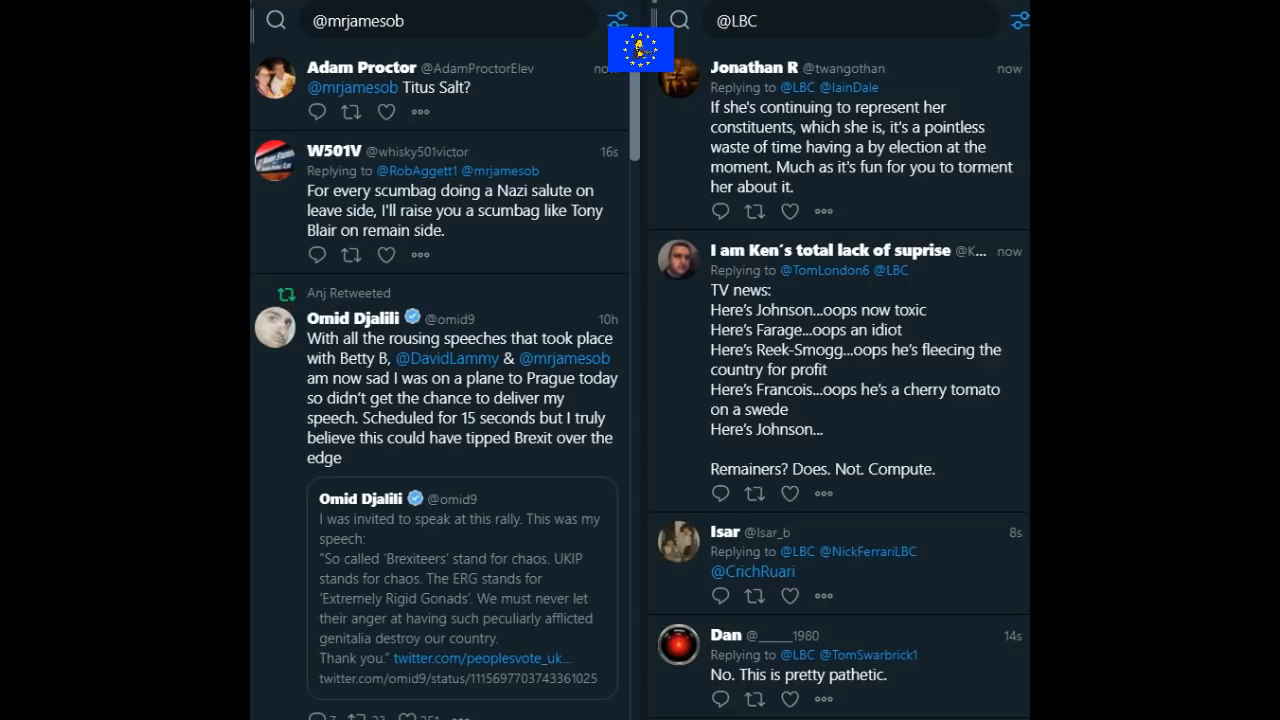 @mrjamesob
Adam Proctor @AdamProctorElev now
@mrjamesob Titus Salt?
W501V @whisky501victor 16s
Replying to @RobAggett1 @mrjamesob
For every scumbag doing a Nazi salute on
leave side, I'll raise you a scumbag like Tony
Blair on remain side.
Anj Retweeted
Omid Djalili @omid9 10h
With all the rousing speeches that took place
with Betty B, @DavidLammy & @mrjamesob
am now sad I was on a plane to Prague today
so didn't get the chance to deliver my
speech. Scheduled for 15 seconds but I truly
believe this could have tipped Brexit over the
edge
Omid Djalili @omid9
I was invited to speak at this rally. This was my
speech:
"So called 'Brexiteers' stand for chaos. UKIP
stands for chaos. The ERG stands for
'Extremely Rigid Gonads'. We must never let
their anger at having such peculiarly afflicted
genitalia destroy our country.
Thank you." twitter.com/peoplesvote_uk...
twitter.com/omid9/status/1115697703743361025
@LBC
Jonathan R @twangothan now
Replying to @LBC @IainDale
If she's continuing to represent her
constituents, which she is, it's a pointless
waste of time having a by election at the
moment. Much as it's fun for you to torment
her about it.
I am Ken´s total lack of suprise @K... now
Replying to @TomLondon6 @LBC
TV news:
Here's Johnson...oops now toxic
Here's Farage...oops an idiot
Here's Reek-Smogg...oops he's fleecing the
country for profit
Here's Francois...oops he's a cherry tomato
on a swede
Here's Johnson...
Remainers? Does. Not. Compute.
Isar @Isar_b 8s
Replying to @LBC @NickFerrariLBC
@CrichRuari
Dan @_____1980 14s
Replying to @LBC @TomSwarbrick1
No. This is pretty pathetic.